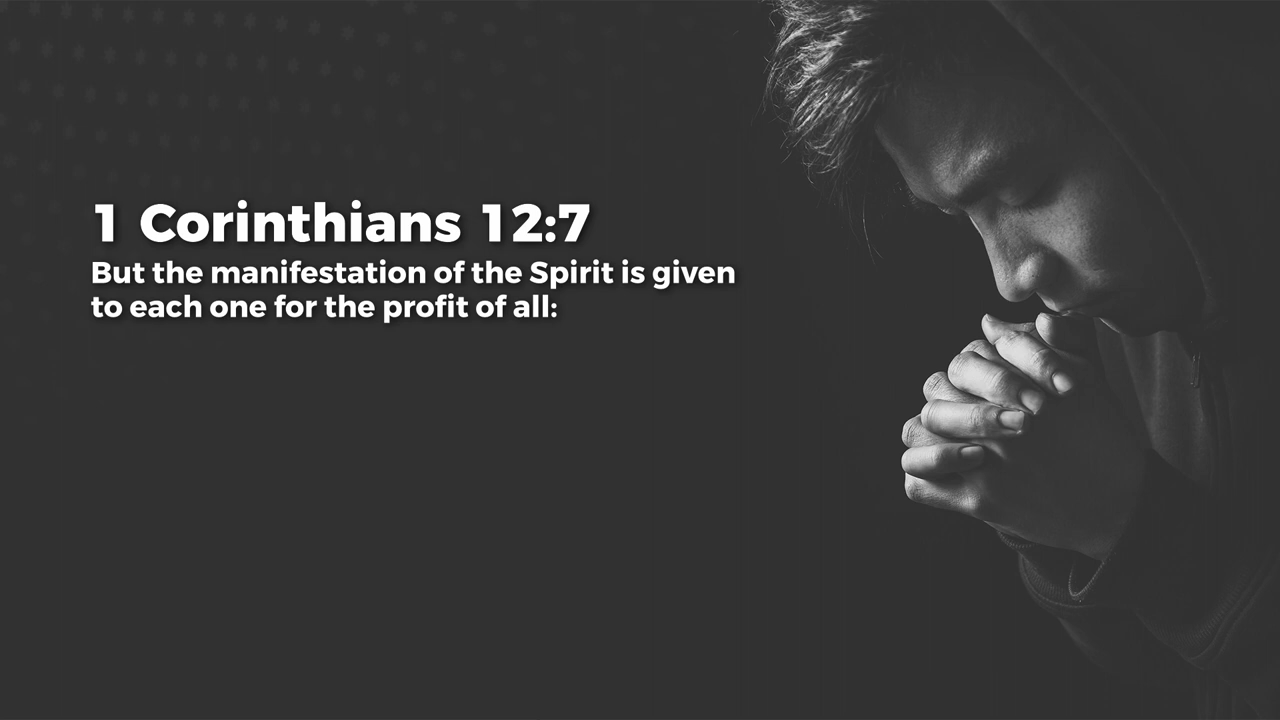 1 Corinthians 12:7
But the manifestation of the Spirit is given
to each one for the profit of all: